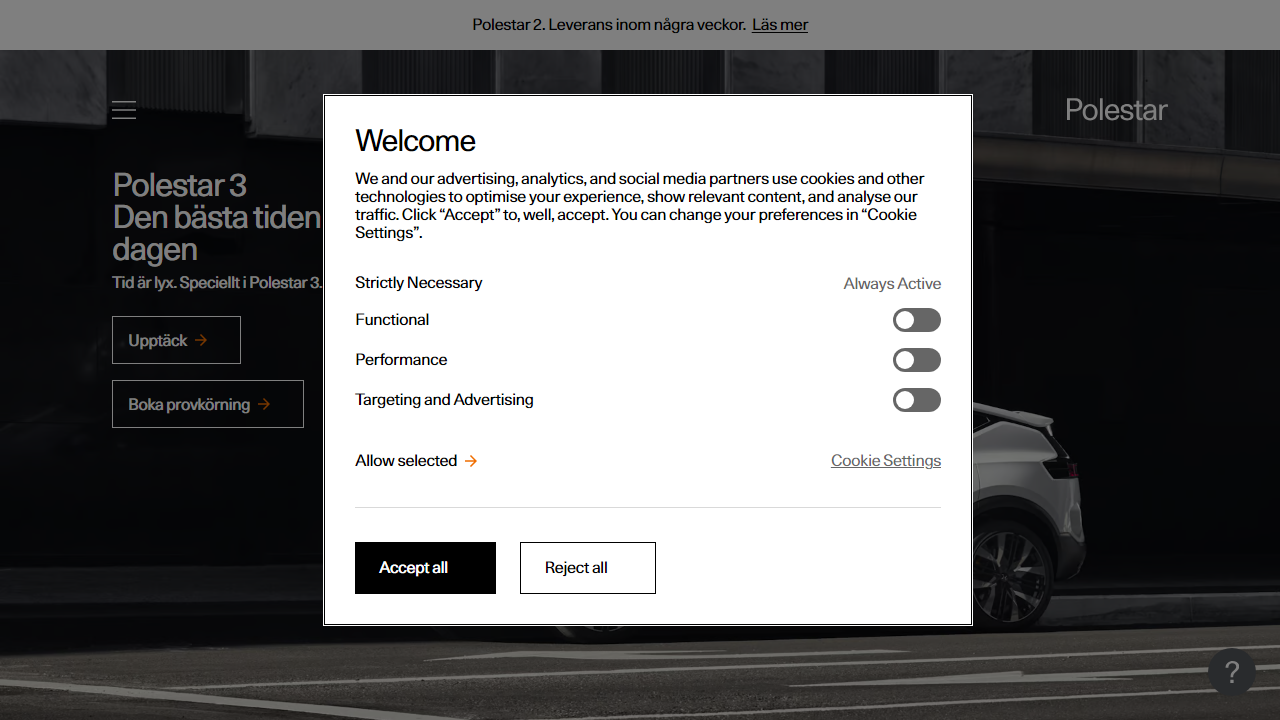 Polestar 2. Leverans inom några veckor. Läs mer
Polestar
Polestar 3
Den bästa tiden
dagen
Tid är lyx. Speciellt i Polestar 3.
Upptäck
Boka provkörning
Welcome
We and our advertising, analytics, and social media partners use cookies and other
technologies to optimise your experience, show relevant content, and analyse our
traffic. Click “Accept” to, well, accept. You can change your preferences in “Cookie
Settings”.
Strictly Necessary Always Active
Functional
Performance
Targeting and Advertising
Allow selected Cookie Settings
Accept all Reject all
?